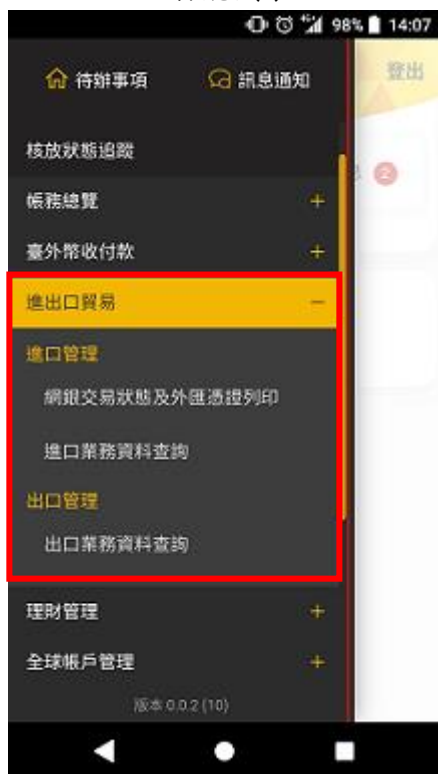 98% 14:07
待辦事項 訊息通知 登出
核放狀態追蹤
2
帳務總覽 +
臺外幣收付款 +
進出口貿易 −
進口管理
網銀交易狀態及外匯憑證列印
進口業務資料查詢
出口管理
出口業務資料查詢
理財管理 +
全球帳戶管理 +
版本 0.0.2 (10)